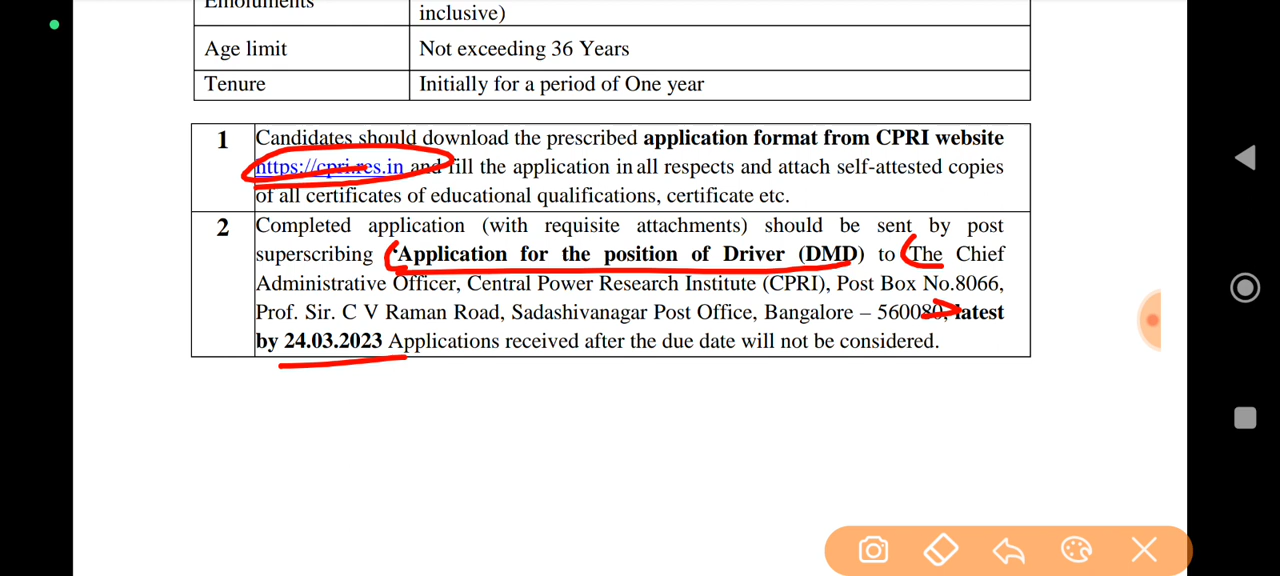 Emoluments
inclusive)
Age limit Not exceeding 36 Years
Tenure Initially for a period of One year
1 Candidates should download the prescribed application format from CPRI website
https://cpri.res.in and fill the application in all respects and attach self-attested copies
of all certificates of educational qualifications, certificate etc.
2 Completed application (with requisite attachments) should be sent by post
superscribing ‘Application for the position of Driver (DMD) to The Chief
Administrative Officer, Central Power Research Institute (CPRI), Post Box No.8066,
Prof. Sir. C V Raman Road, Sadashivanagar Post Office, Bangalore – 560080, latest
by 24.03.2023 Applications received after the due date will not be considered.